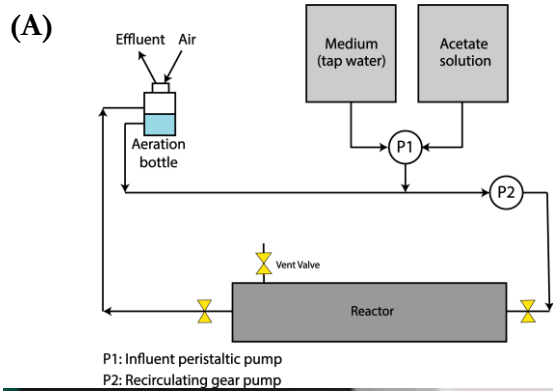 (A)
Effluent Air
Aeration
bottle
Medium
(tap water)
Acetate
solution
P1
P2
Vent Valve
Reactor
P1: Influent peristaltic pump
P2: Recirculating gear pump